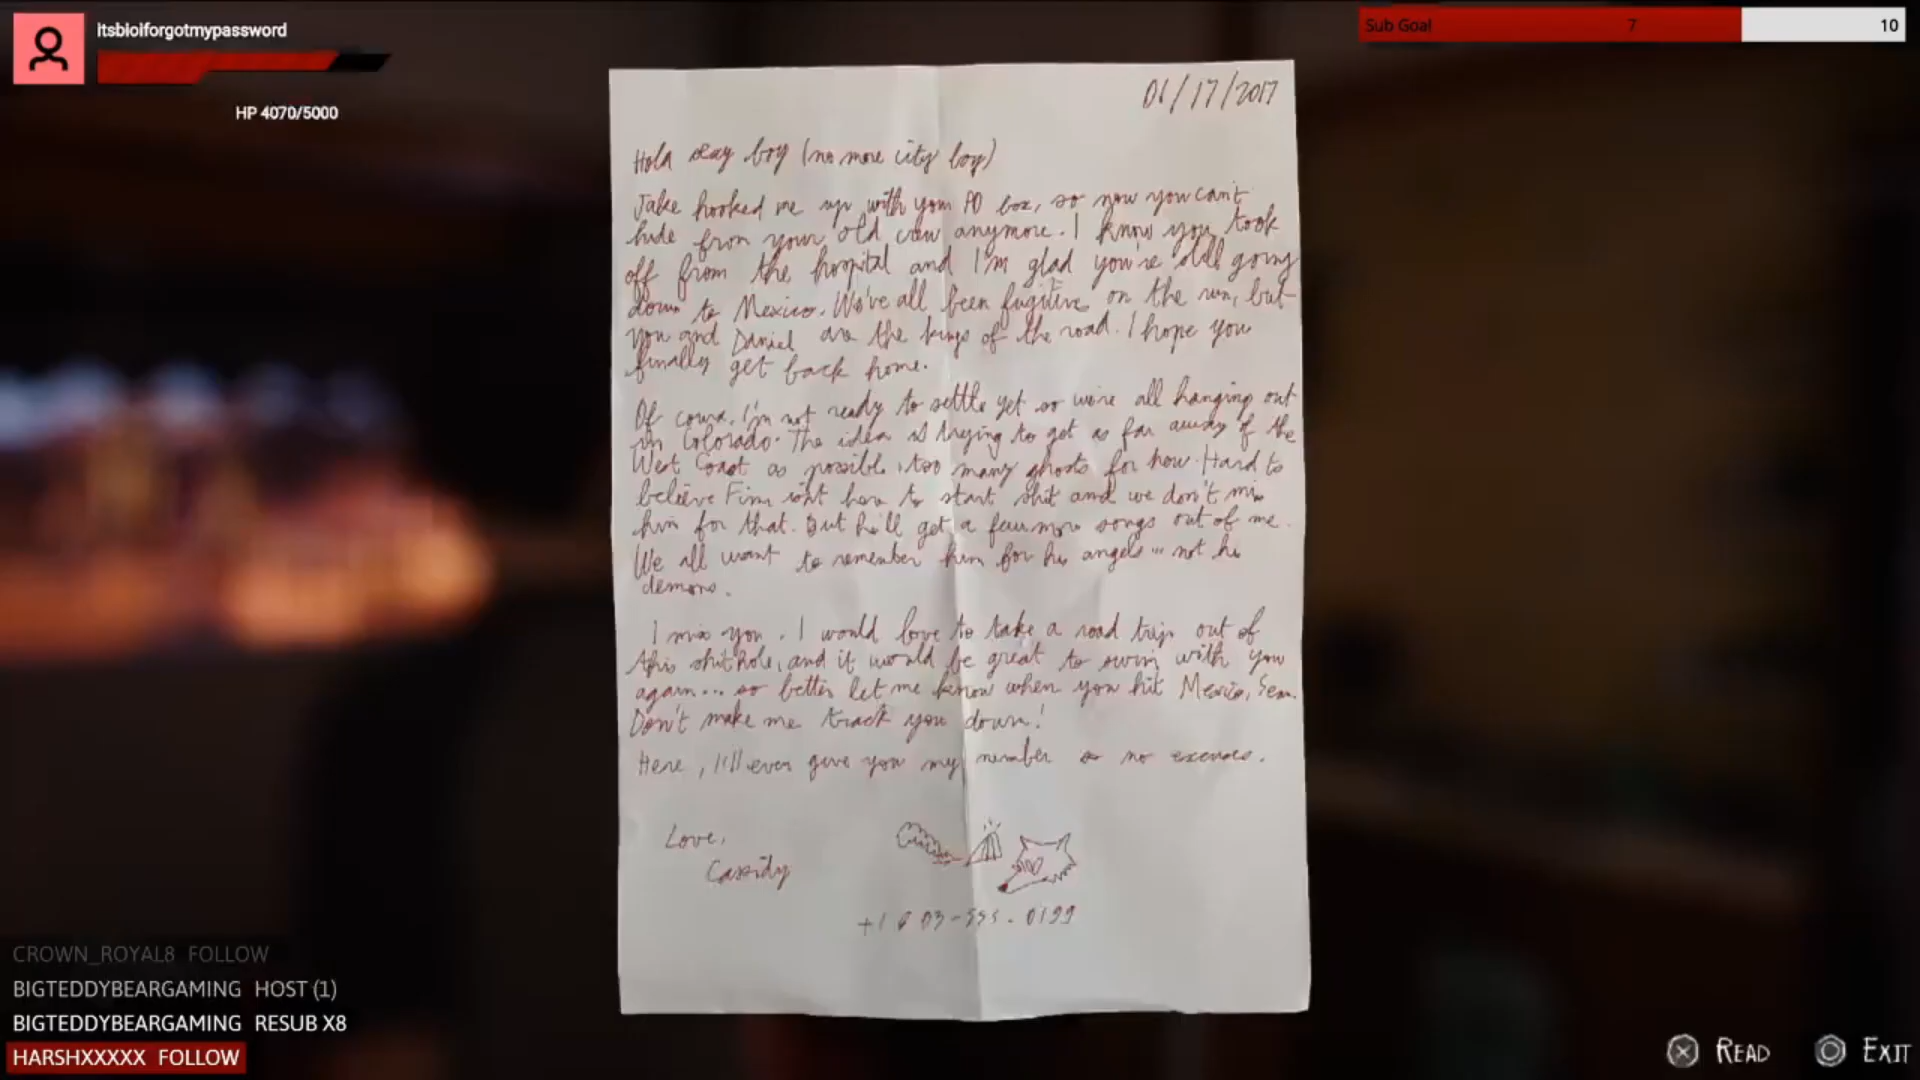 itsbiolforgotmypassword
HP 4070/5000
Sub Goal 7 10
01/17/2017
Hola sexy boy (no more city boy)
Jake hooked me up with your PO box, so now you can't
hide from your old crew anymore. I know you took
off from the hospital and I'm glad you're still going
down to Mexico. We've all been fugitive on the run, but
you and Daniel are the kings of the road. I hope you
finally get back home.
Of course, I'm not ready to settle yet so we're all hanging out
in Colorado. The idea is trying to get as far away of the
West Coast as possible, too many ghosts for now. Hard to
believe Finn isn't here to start shit and we don't miss
him for that. But he'll get a few more songs out of me.
We all want to remember him for his angels... not his
demons.
I miss you. I would love to take a road trip out of
this shithole, and it would be great to swim with you
again... so better let me know when you hit Mexico, Sean.
Don't make me track you down!
Here, I'll even give you my number so no excuses.
Love,
Cassidy
+1 603-555-0199
CROWN_ROYAL8 FOLLOW
BIGTEDDYBEARGAMING HOST (1)
BIGTEDDYBEARGAMING RESUB X8
HARSHXXXXX FOLLOW
READ EXIT